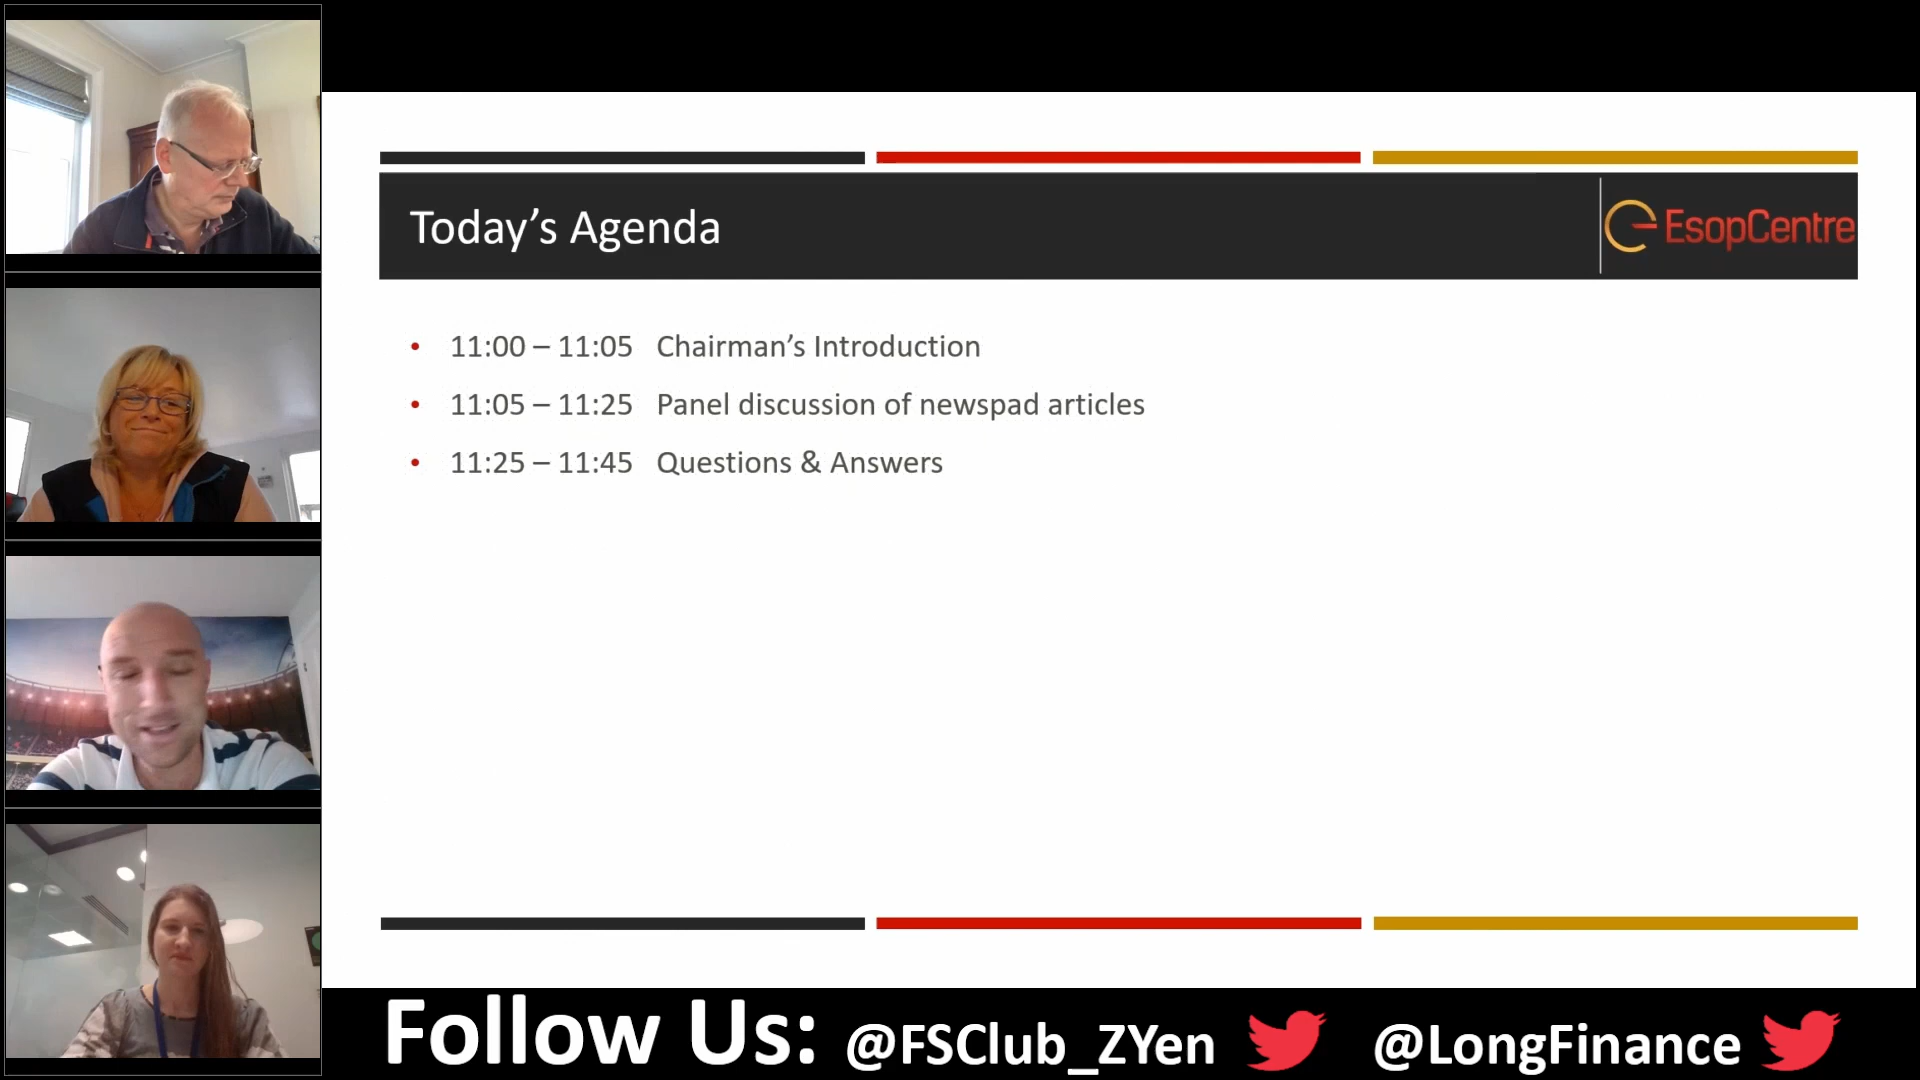 Today's Agenda
EsopCentre
• 11:00 – 11:05 Chairman's Introduction
• 11:05 – 11:25 Panel discussion of newspad articles
• 11:25 – 11:45 Questions & Answers
Follow Us: @FSClub_ZYen @LongFinance